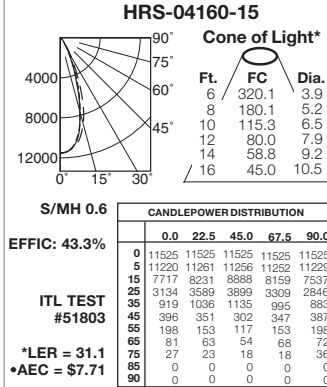 HRS-04160-15
90°
75°
60°
45°
4000
8000
12000
0° 15° 30°
Cone of Light*
Ft. FC Dia.
6 320.1 3.9
8 180.1 5.2
10 115.3 6.5
12 80.0 7.9
14 58.8 9.2
16 45.0 10.5
S/MH 0.6
EFFIC: 43.3%
ITL TEST
#51803
*LER = 31.1
•AEC = $7.71
CANDLEPOWER DISTRIBUTION
0.0 22.5 45.0 67.5 90.0
0 11525 11525 11525 11525 11525
5 11220 11261 11256 11252 11229
15 7717 8231 8888 8159 7537
25 3134 3589 3899 3309 2846
35 919 1036 1135 995 883
45 396 351 302 347 387
55 198 153 117 153 198
65 81 63 54 68 72
75 27 23 18 18 36
85 0 0 0 0 0
90 0 0 0 0 0